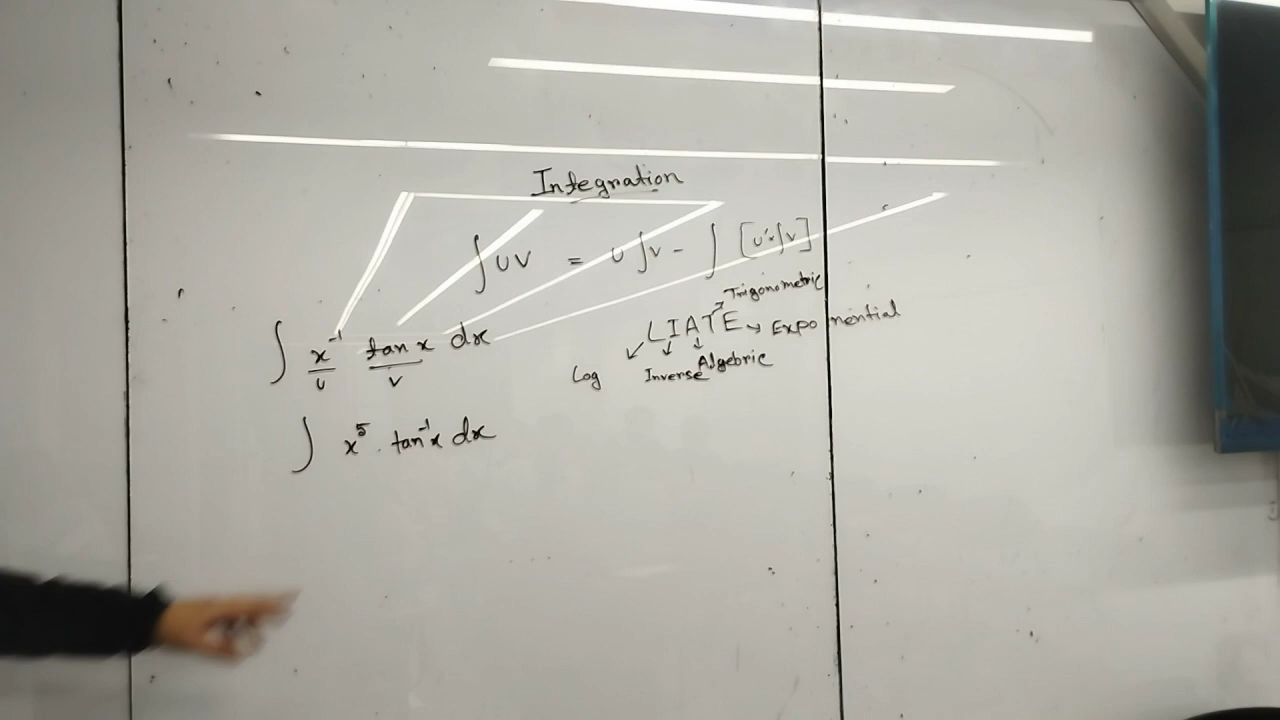 Integration
∫ uv = u ∫v - ∫ [u'∫v]
Trigonometric
LIATE → Exponential
Log Inverse Algebric
∫ x⁻¹ tan x dx
u v
∫ x⁵ . tan⁻¹x dx